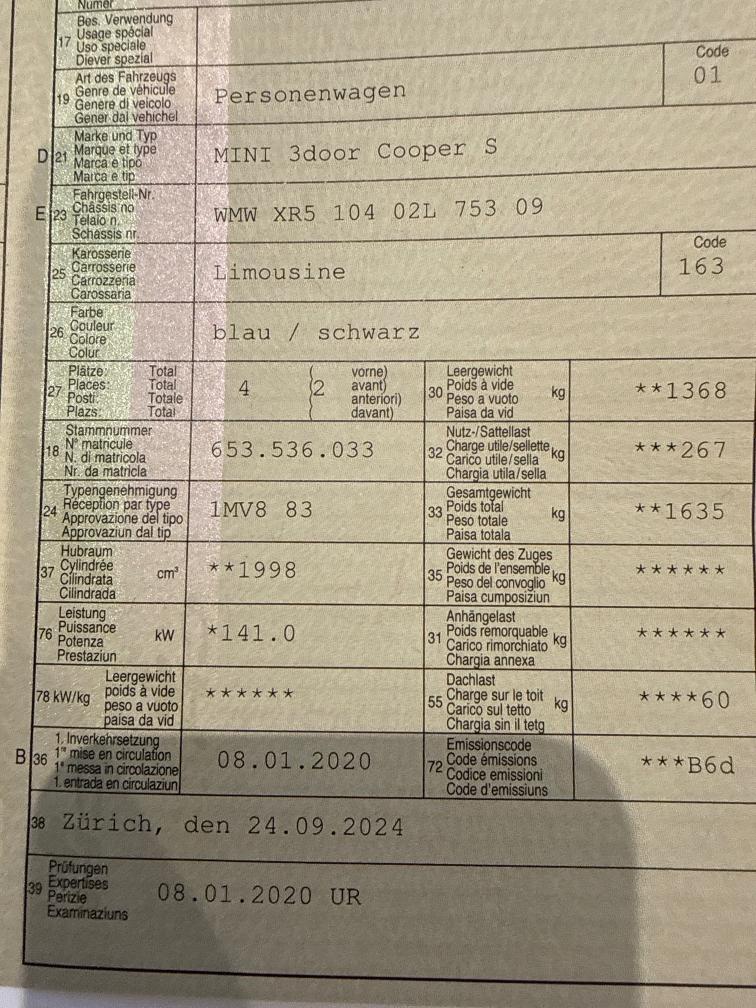 Numer
17 Bes. Verwendung
Usage spécial
Uso speciale
Diever spezial
19 Art des Fahrzeugs
Genre de véhicule
Genere di veicolo
Gener dal vehichel
Personenwagen
Code
01
D 21 Marke und Typ
Marque et type
Marca e tipo
Marca e tip
MINI 3door Cooper S
E 23 Fahrgestell-Nr.
Châssis no
Telaio n.
Schassis nr.
WMW XR5 104 02L 753 09
25 Karosserie
Carrosserie
Carrozzeria
Carossaria
Limousine
Code
163
26 Farbe
Couleur
Colore
Colur
blau / schwarz
27 Plätze: Total
Places: Total
Posti: Totale
Plazs: Total
4 (2 vorne)
avant)
anteriori)
davant)
30 Leergewicht
Poids à vide
Peso a vuoto
Paisa da vid
kg
**1368
18 Stammnummer
N° matricule
N. di matricola
Nr. da matricla
653.536.033
32 Nutz-/Sattellast
Charge utile/sellette
Carico utile/sella
Chargia utila/sella
kg
***267
24 Typengenehmigung
Réception par type
Approvazione del tipo
Approvaziun dal tip
1MV8 83
33 Gesamtgewicht
Poids total
Peso totale
Paisa totala
kg
**1635
37 Hubraum
Cylindrée
Cilindrata
Cilindrada
cm³
**1998
35 Gewicht des Zuges
Poids de l'ensemble
Peso del convoglio
Paisa cumposiziun
kg
******
76 Leistung
Puissance
Potenza
Prestaziun
kW
*141.0
31 Anhängelast
Poids remorquable
Carico rimorchiato
Chargia annexa
kg
******
78 kW/kg Leergewicht
poids à vide
peso a vuoto
paisa da vid
******
55 Dachlast
Charge sur le toit
Carico sul tetto
Chargia sin il tetg
kg
****60
B 36 1. Inverkehrsetzung
1re mise en circulation
1a messa in circolazione
1. entrada en circulaziun
08.01.2020
72 Emissionscode
Code émissions
Codice emissioni
Code d'emissiuns
***B6d
38 Zürich, den 24.09.2024
39 Prüfungen
Expertises
Perizie
Examinaziuns
08.01.2020 UR